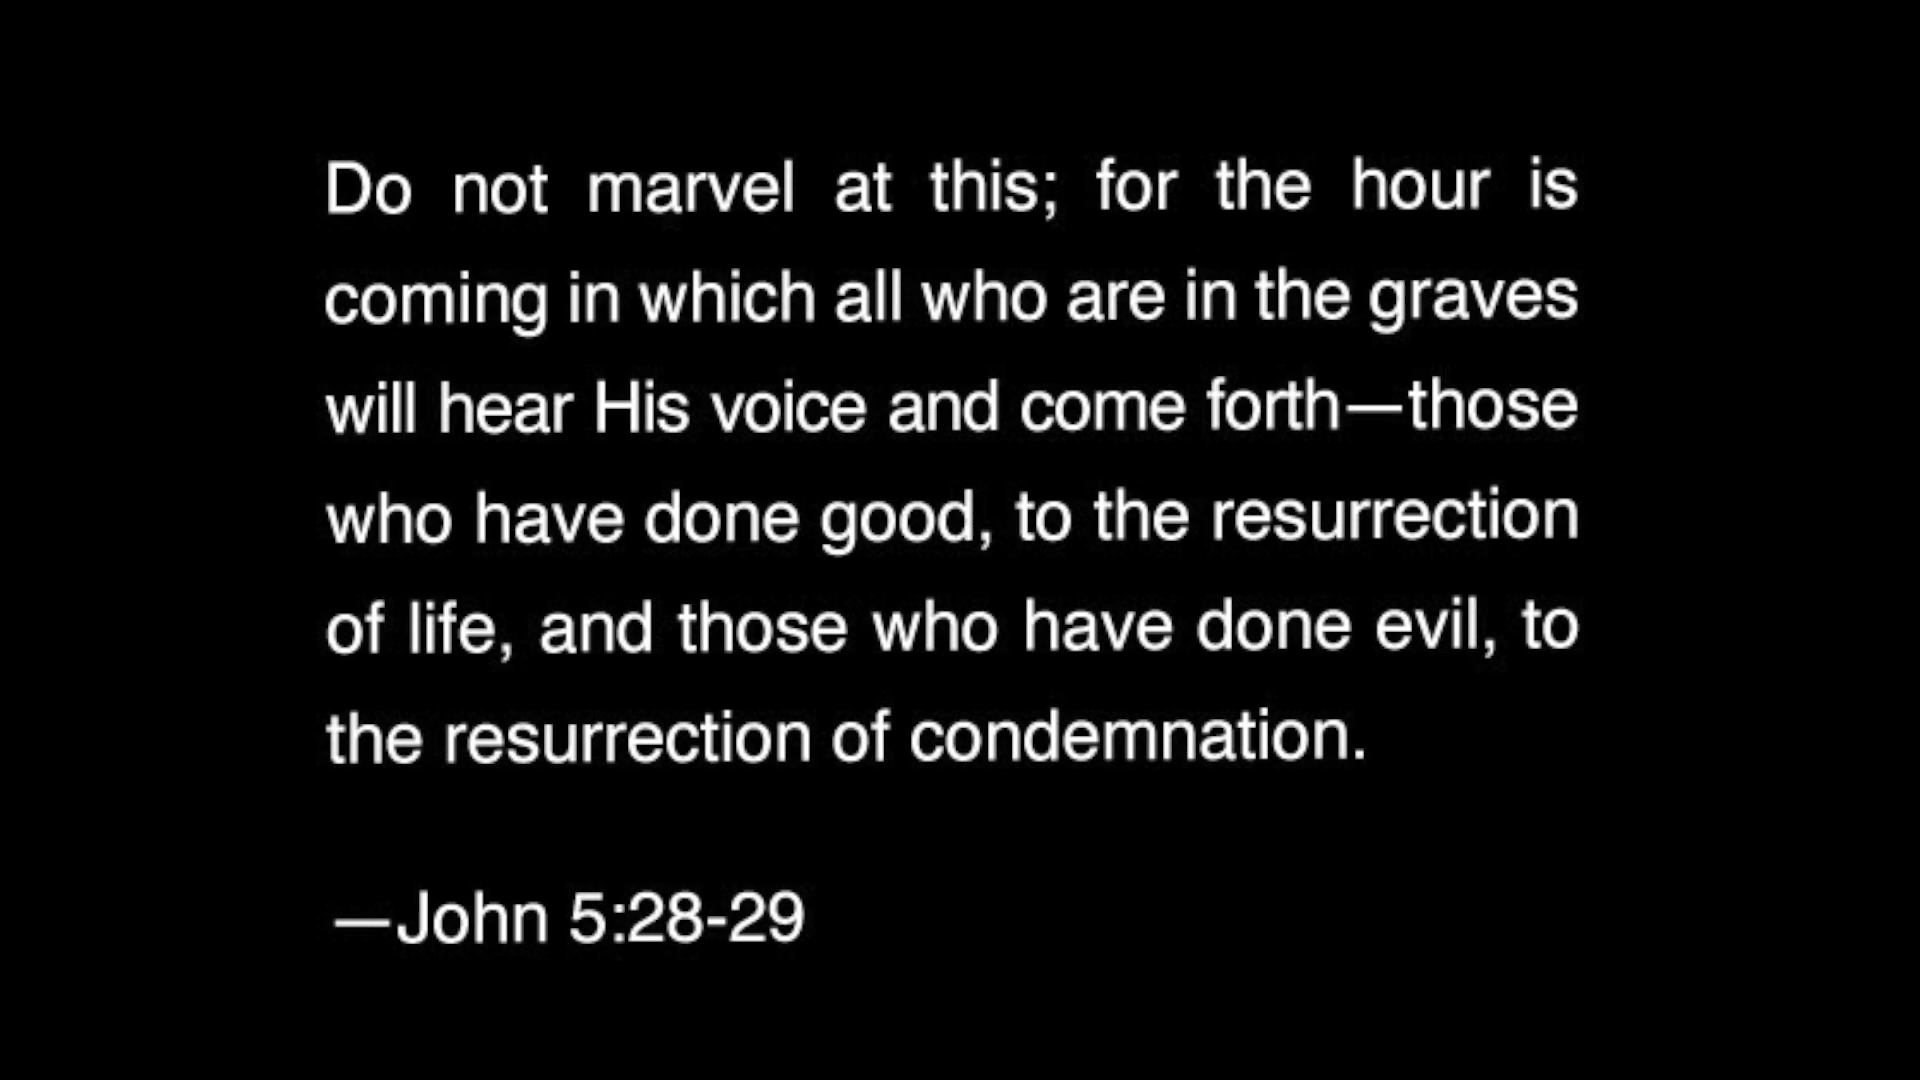 Do not marvel at this; for the hour is
coming in which all who are in the graves
will hear His voice and come forth—those
who have done good, to the resurrection
of life, and those who have done evil, to
the resurrection of condemnation.
—John 5:28-29